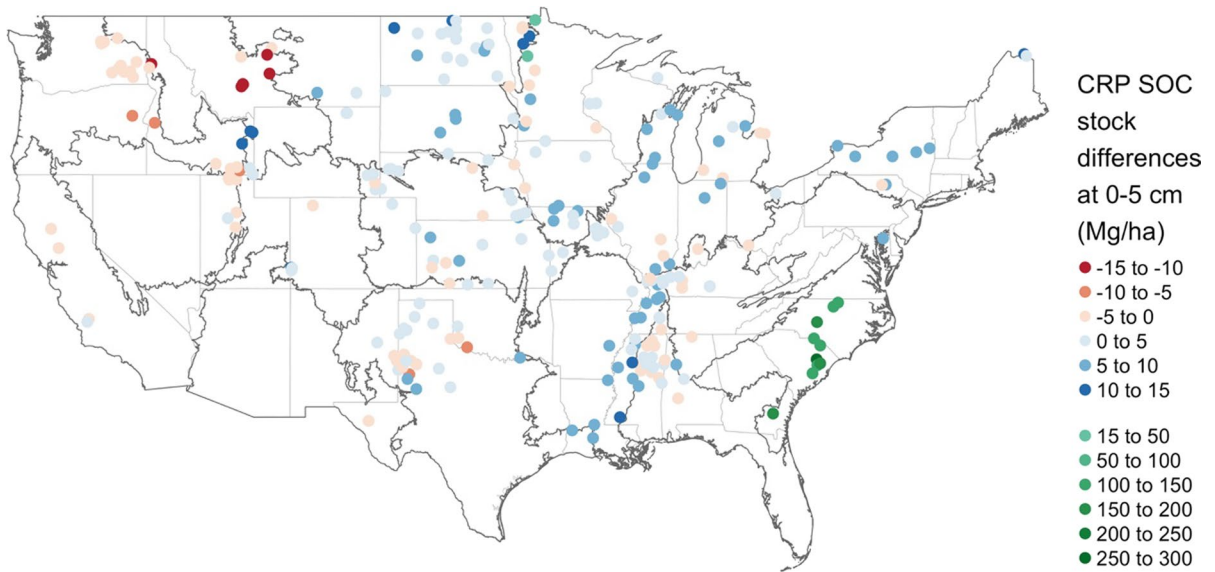 CRP SOC
stock
differences
at 0-5 cm
(Mg/ha)
-15 to -10
-10 to -5
-5 to 0
0 to 5
5 to 10
10 to 15
15 to 50
50 to 100
100 to 150
150 to 200
200 to 250
250 to 300